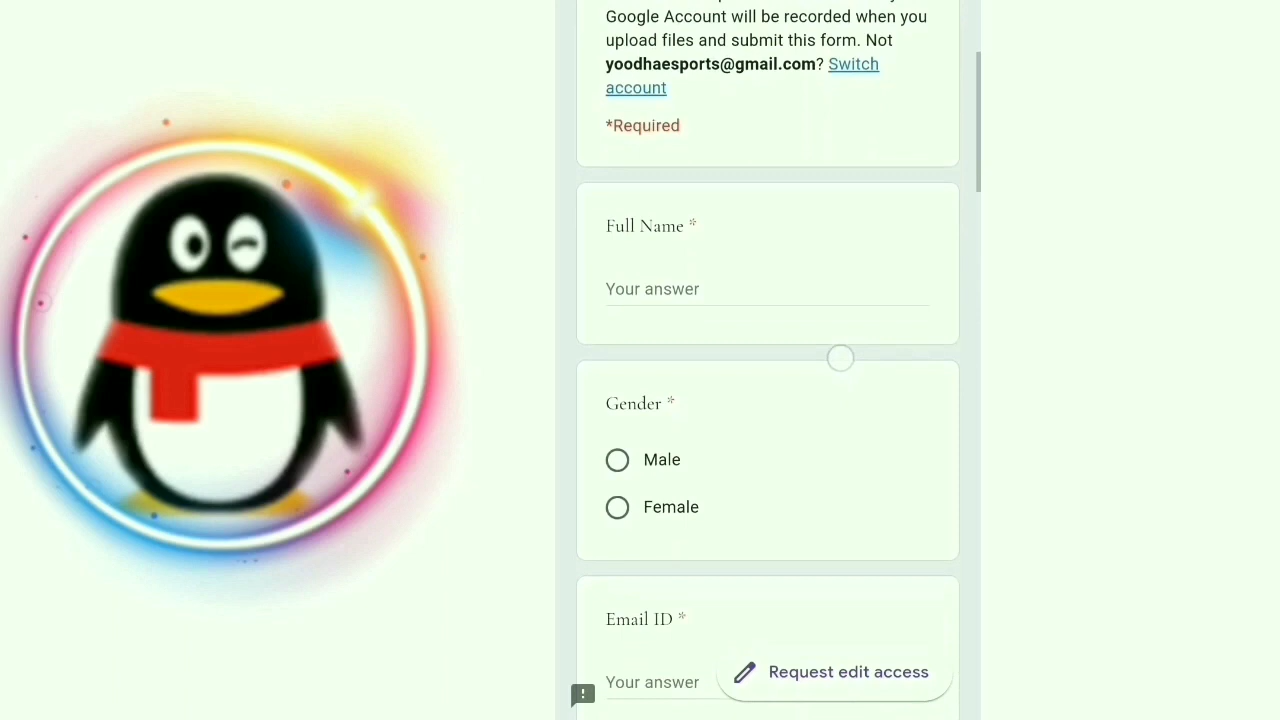 Google Account will be recorded when you
upload files and submit this form. Not
yoodhaesports@gmail.com? Switch
account
*Required
Full Name *
Your answer
Gender *
Male
Female
Email ID *
Your answer
Request edit access